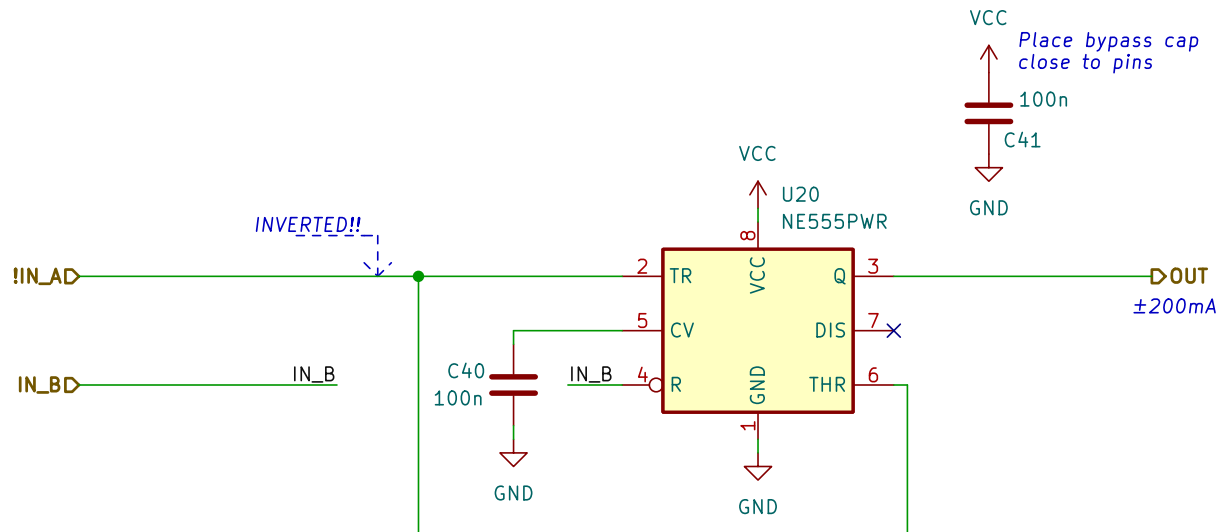 VCC
Place bypass cap
close to pins
100n
C41
GND
VCC
U20
NE555PWR
INVERTED!!
!IN_A
8
2
TR
VCC
Q
3
OUT
±200mA
5
CV
DIS
7
IN_B
IN_B
C40
100n
IN_B
4
R
GND
THR
6
1
GND
GND